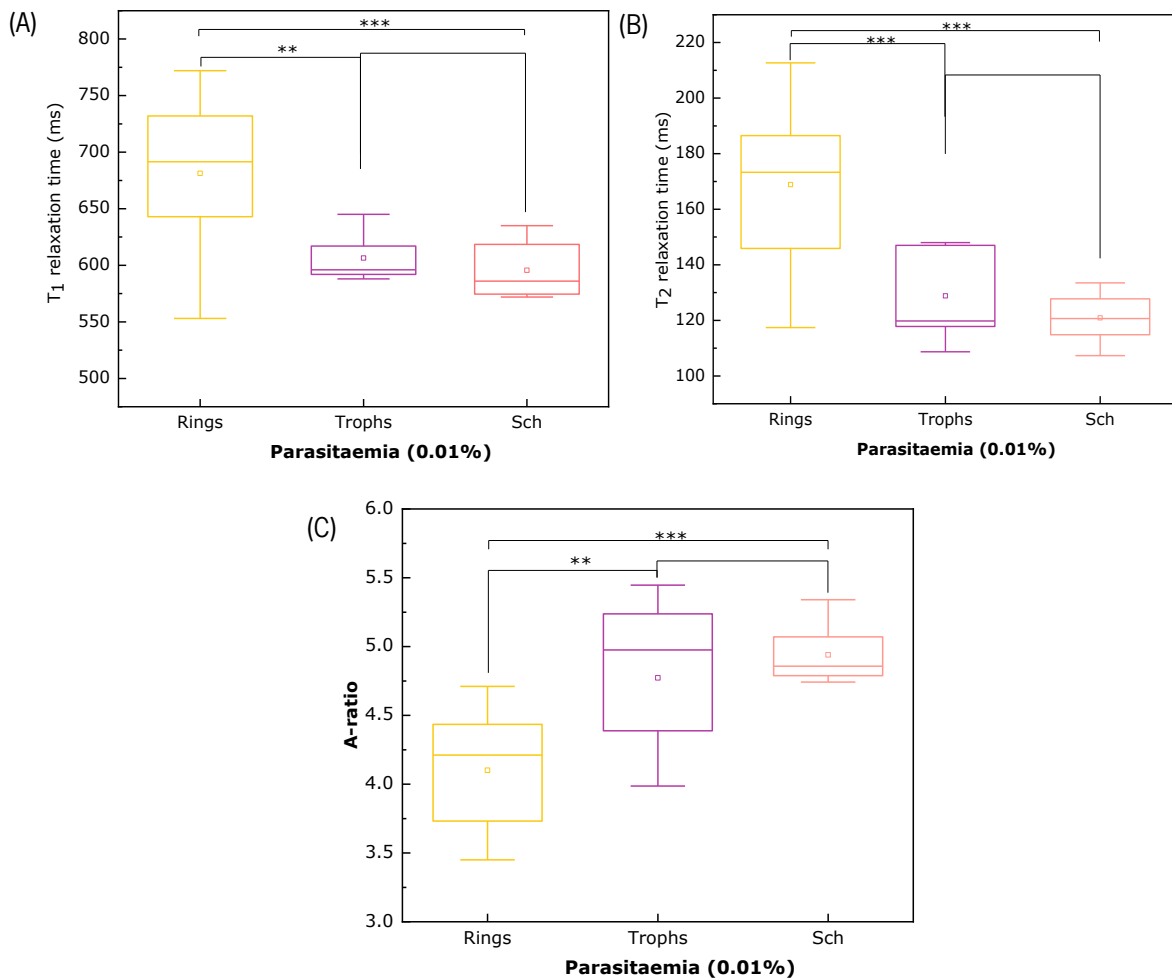 (A)
***
**
800
750
700
650
600
550
500
T1 relaxation time (ms)
Rings Trophs Sch
Parasitaemia (0.01%)
(B)
***
***
220
200
180
160
140
120
100
T2 relaxation time (ms)
Rings Trophs Sch
Parasitaemia (0.01%)
(C)
***
**
6.0
5.5
5.0
4.5
4.0
3.5
3.0
A-ratio
Rings Trophs Sch
Parasitaemia (0.01%)